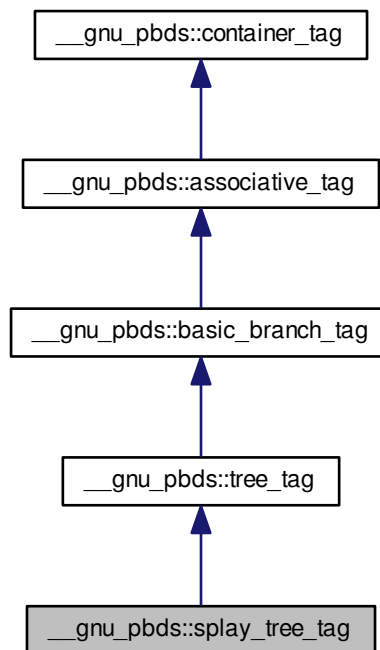 __gnu_pbds::container_tag
__gnu_pbds::associative_tag
__gnu_pbds::basic_branch_tag
__gnu_pbds::tree_tag
__gnu_pbds::splay_tree_tag